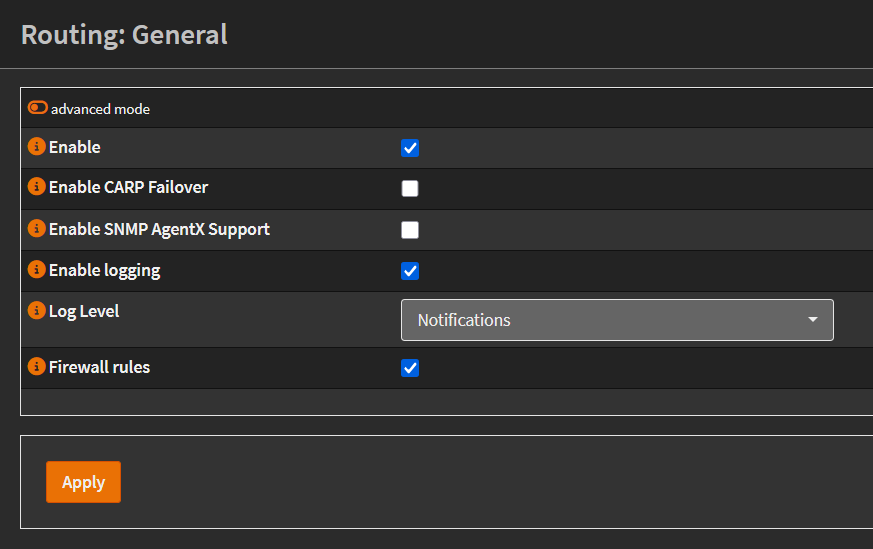 Routing: General
advanced mode
Enable
Enable CARP Failover
Enable SNMP AgentX Support
Enable logging
Log Level
Notifications
Firewall rules
Apply